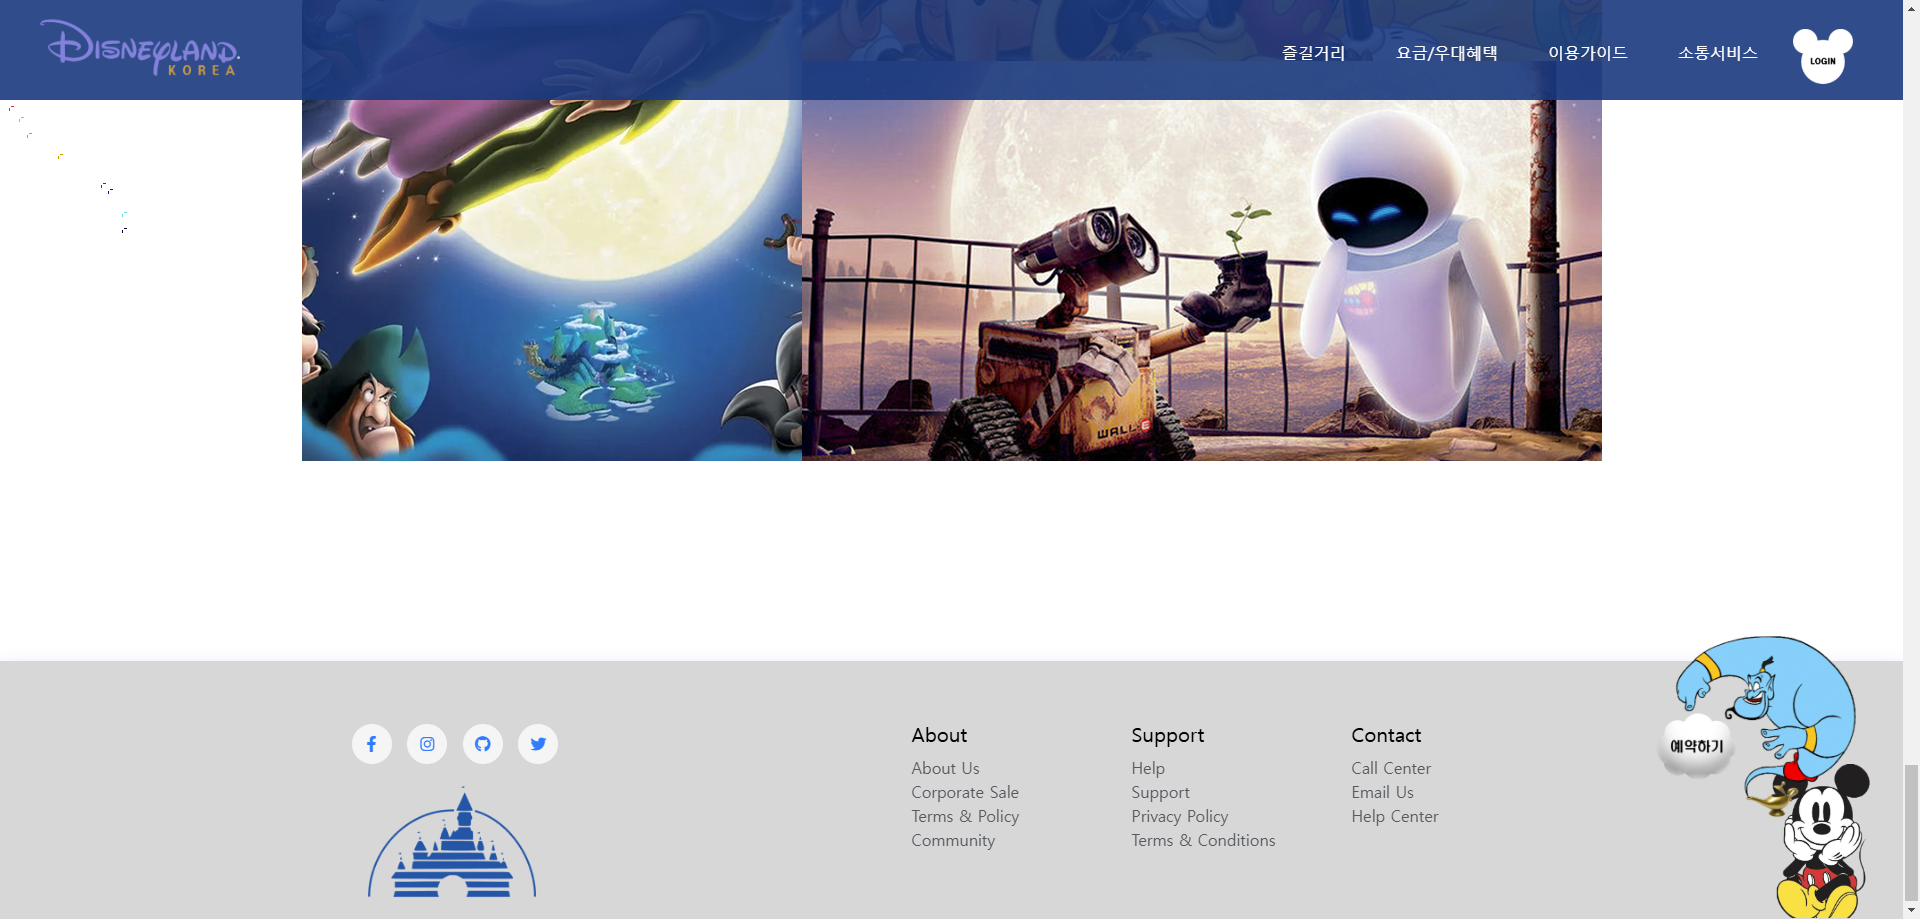 DISNEYLAND.
KOREA
즐길거리
요금/우대혜택
이용가이드
소통서비스
LOGIN
WALL·E
예약하기
About
About Us
Corporate Sale
Terms & Policy
Community
Support
Help
Support
Privacy Policy
Terms & Conditions
Contact
Call Center
Email Us
Help Center